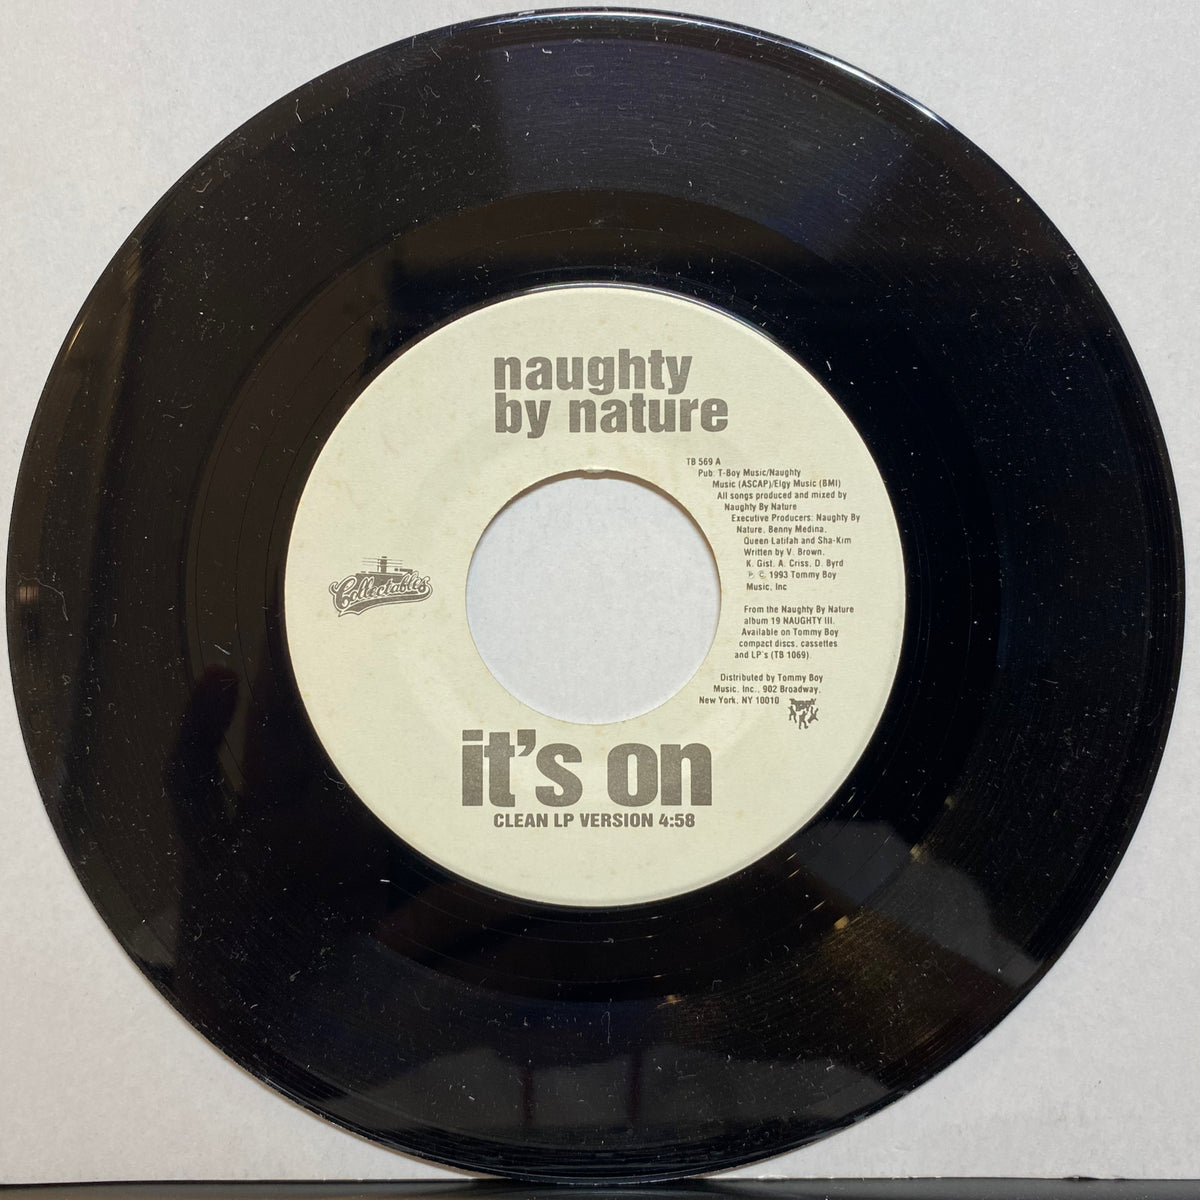 naughty
by nature
TB 569 A
Pub: T-Boy Music/Naughty
Music (ASCAP)/Elgy Music (BMI)
All songs produced and mixed by
Naughty By Nature
Executive Producers: Naughty By
Nature, Benny Medina,
Queen Latifah and Sha-Kim
Written by V. Brown,
K. Gist, A. Criss, D. Byrd
℗ © 1993 Tommy Boy
Music, Inc
From the Naughty By Nature
album 19 NAUGHTY III.
Available on Tommy Boy
compact discs, cassettes
and LP's (TB 1069).
Distributed by Tommy Boy
Music, Inc., 902 Broadway,
New York, NY 10010
Collectables
it's on
CLEAN LP VERSION 4:58